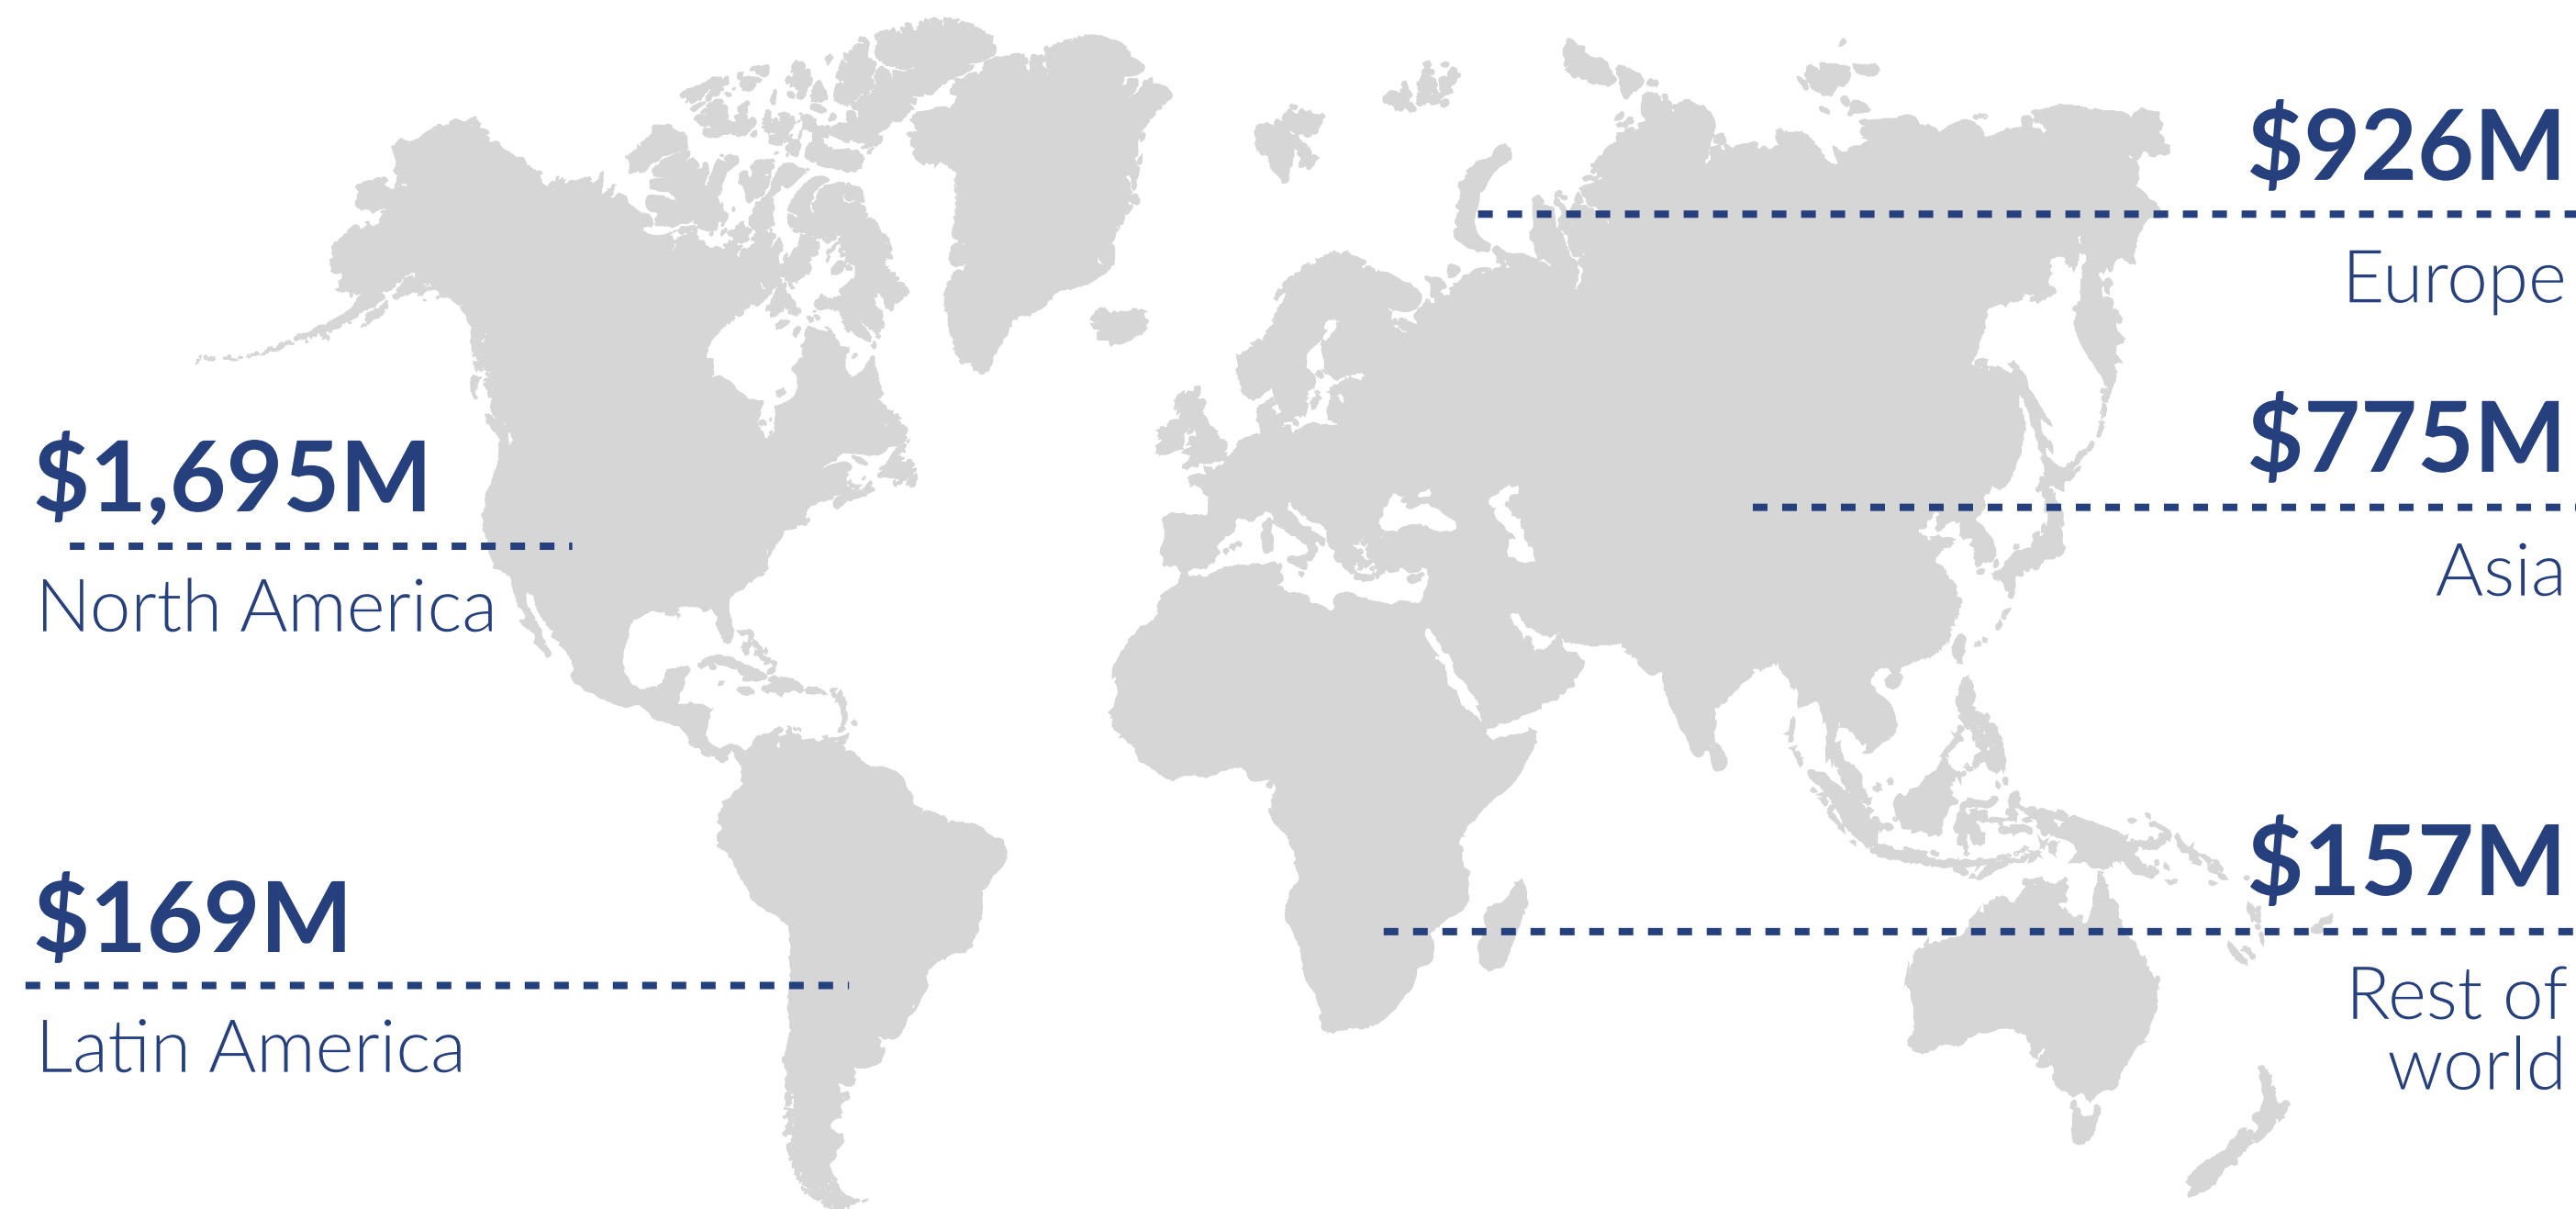 $926M
Europe
$1,695M
North America
$775M
Asia
$169M
Latin America
$157M
Rest of
world